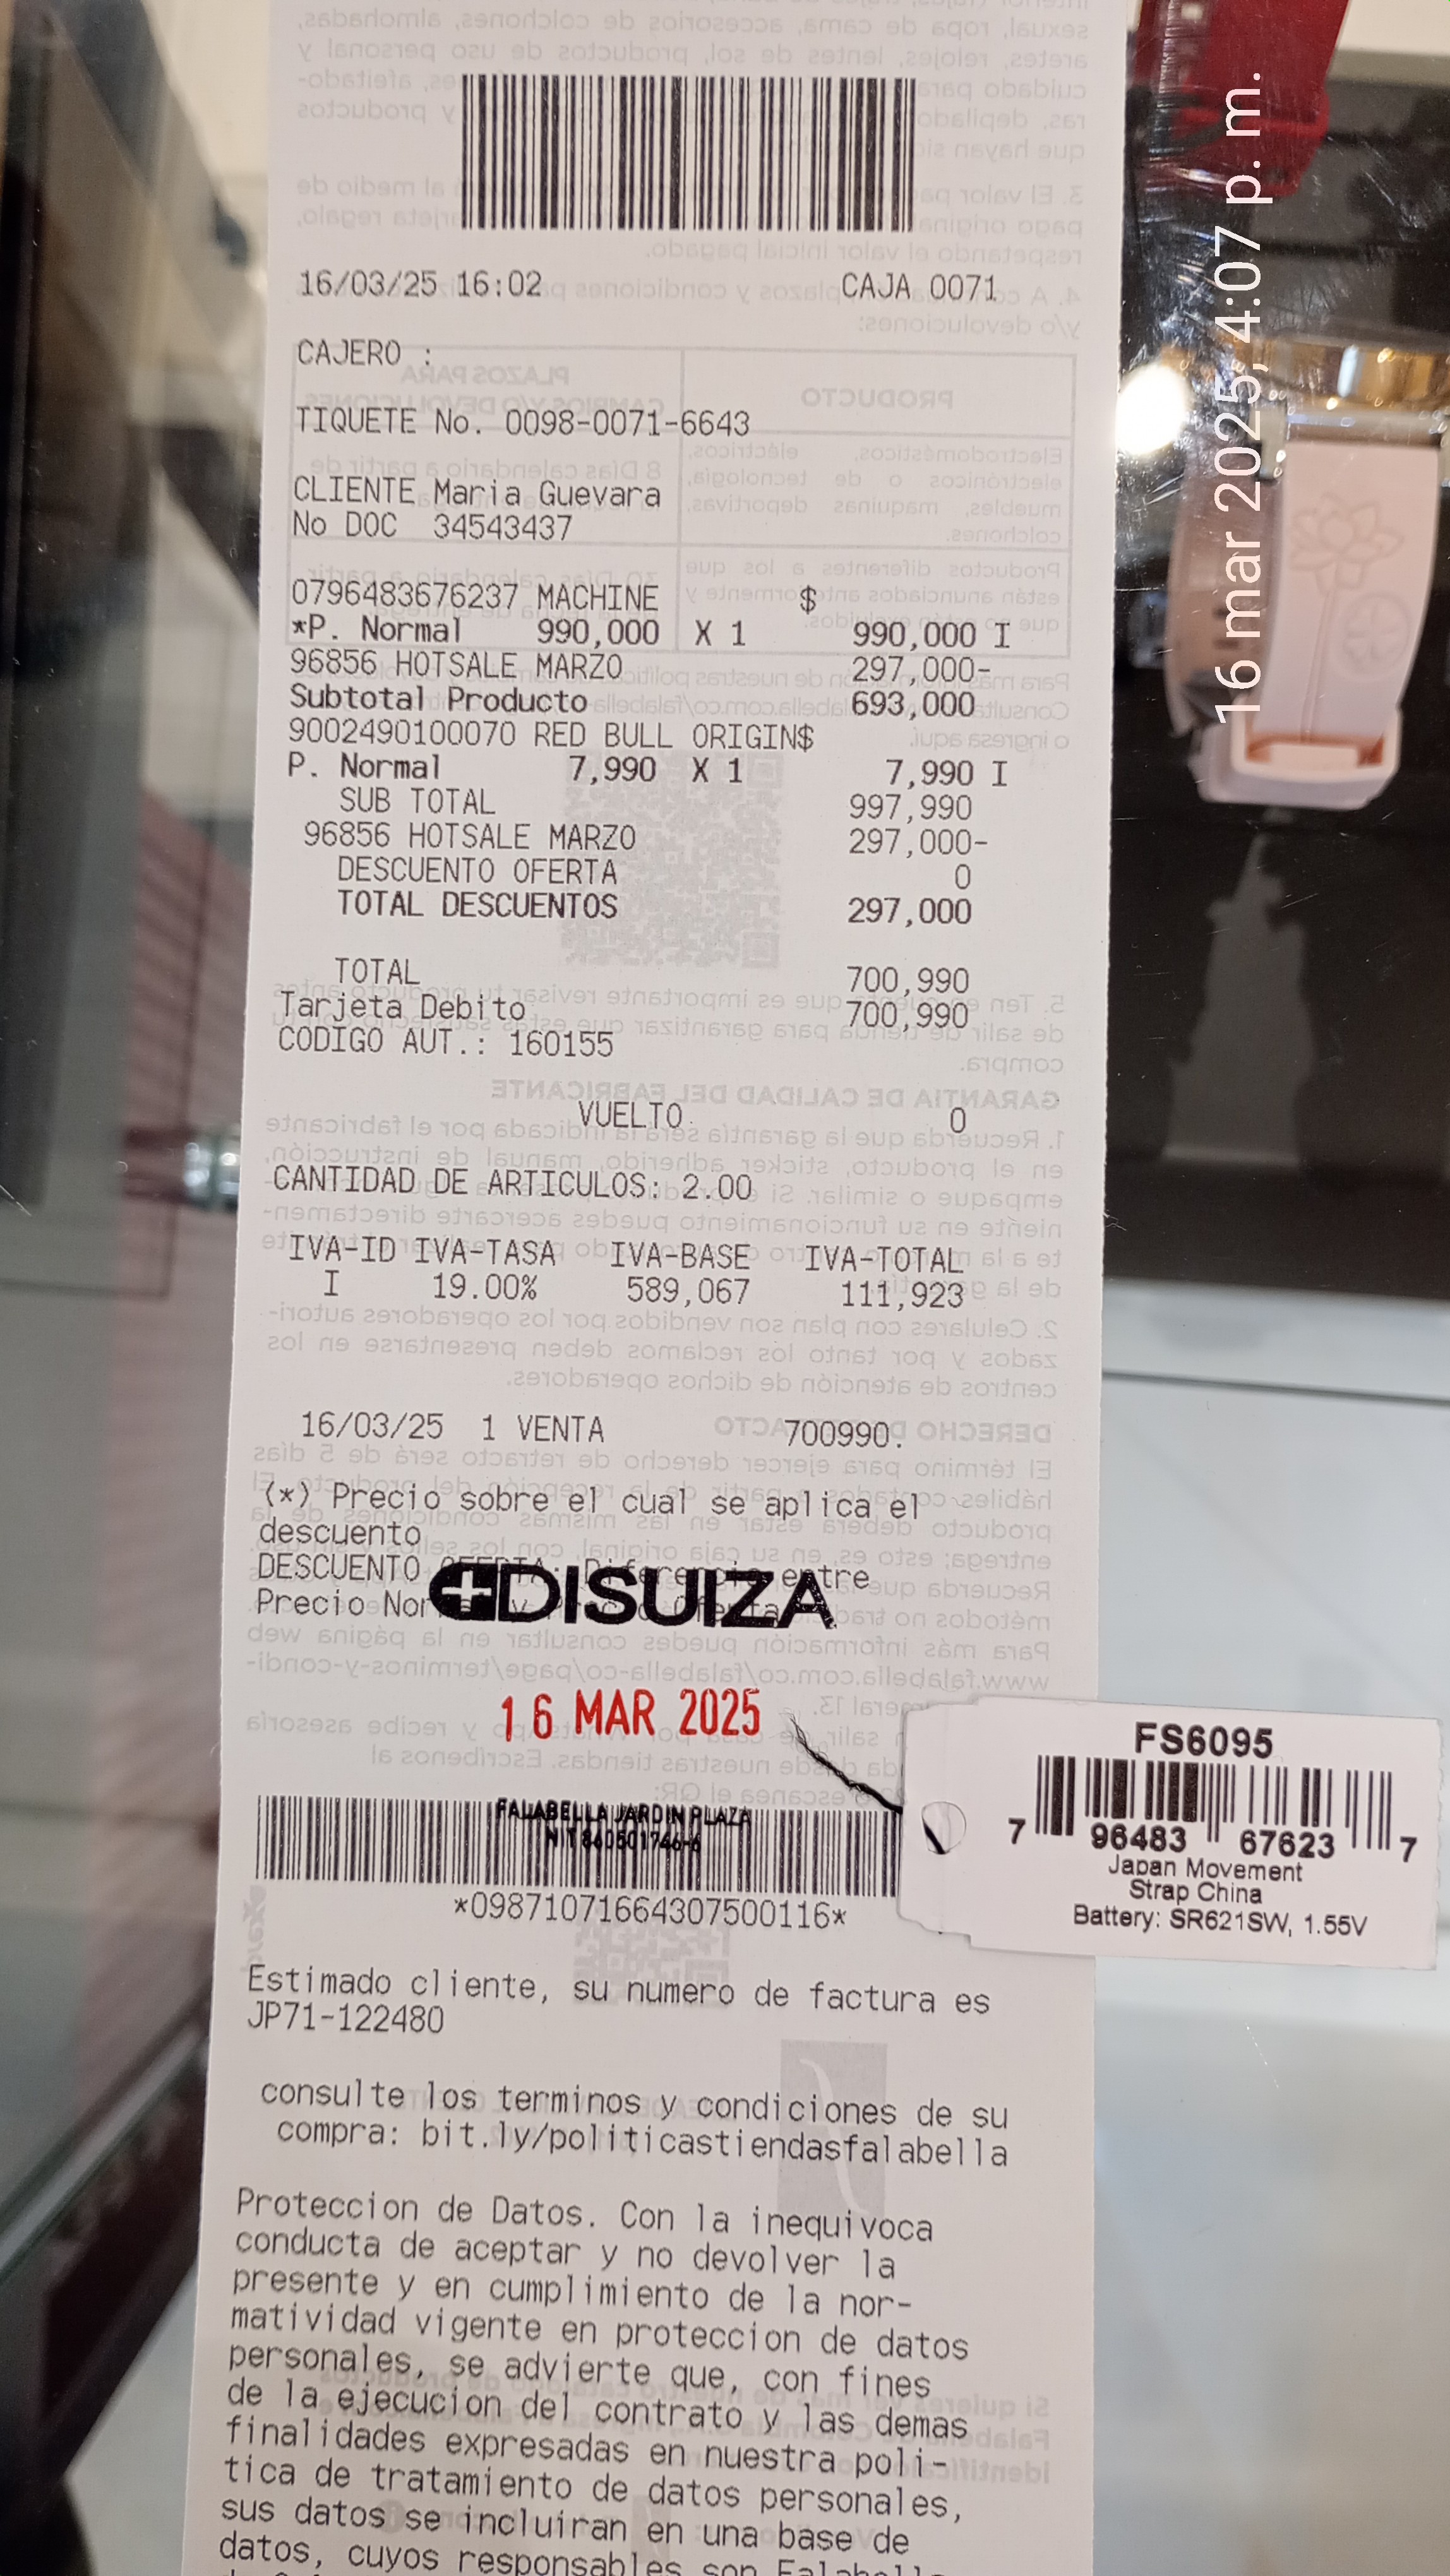 16/03/25 16:02 CAJA 0071
CAJERO :
TIQUETE No. 0098-0071-6643
CLIENTE Maria Guevara
No DOC 34543437
0796483676237 MACHINE $
*P. Normal 990,000 X 1 990,000 I
96856 HOTSALE MARZO 297,000-
Subtotal Producto 693,000
9002490100070 RED BULL ORIGIN$
P. Normal 7,990 X 1 7,990 I
SUB TOTAL 997,990
96856 HOTSALE MARZO 297,000-
DESCUENTO OFERTA 0
TOTAL DESCUENTOS 297,000
TOTAL 700,990
Tarjeta Debito 700,990
CODIGO AUT.: 160155
VUELTO 0
CANTIDAD DE ARTICULOS: 2.00
IVA-ID IVA-TASA IVA-BASE IVA-TOTAL
I 19.00% 589,067 111,923
16/03/25 1 VENTA 700990.
(*) Precio sobre el cual se aplica el
descuento
DESCUENTO OFERTA: Diferencia entre
Precio Normal y Precio Oferta
DISUIZA
16 MAR 2025
FALABELLA JARDIN PLAZA
NIT 860501746-6
*09871071664307500116*
Estimado cliente, su numero de factura es
JP71-122480
consulte los terminos y condiciones de su
compra: bit.ly/politicastiendasfalabella
Proteccion de Datos. Con la inequivoca
conducta de aceptar y no devolver la
presente y en cumplimiento de la nor-
matividad vigente en proteccion de datos
personales, se advierte que, con fines
de la ejecucion del contrato y las demas
finalidades expresadas en nuestra poli-
tica de tratamiento de datos personales,
sus datos se incluiran en una base de
datos, cuyos responsables son
FS6095
7 96483 67623 7
Japan Movement
Strap China
Battery: SR621SW, 1.55V
16 mar 2025, 4:07 p. m.